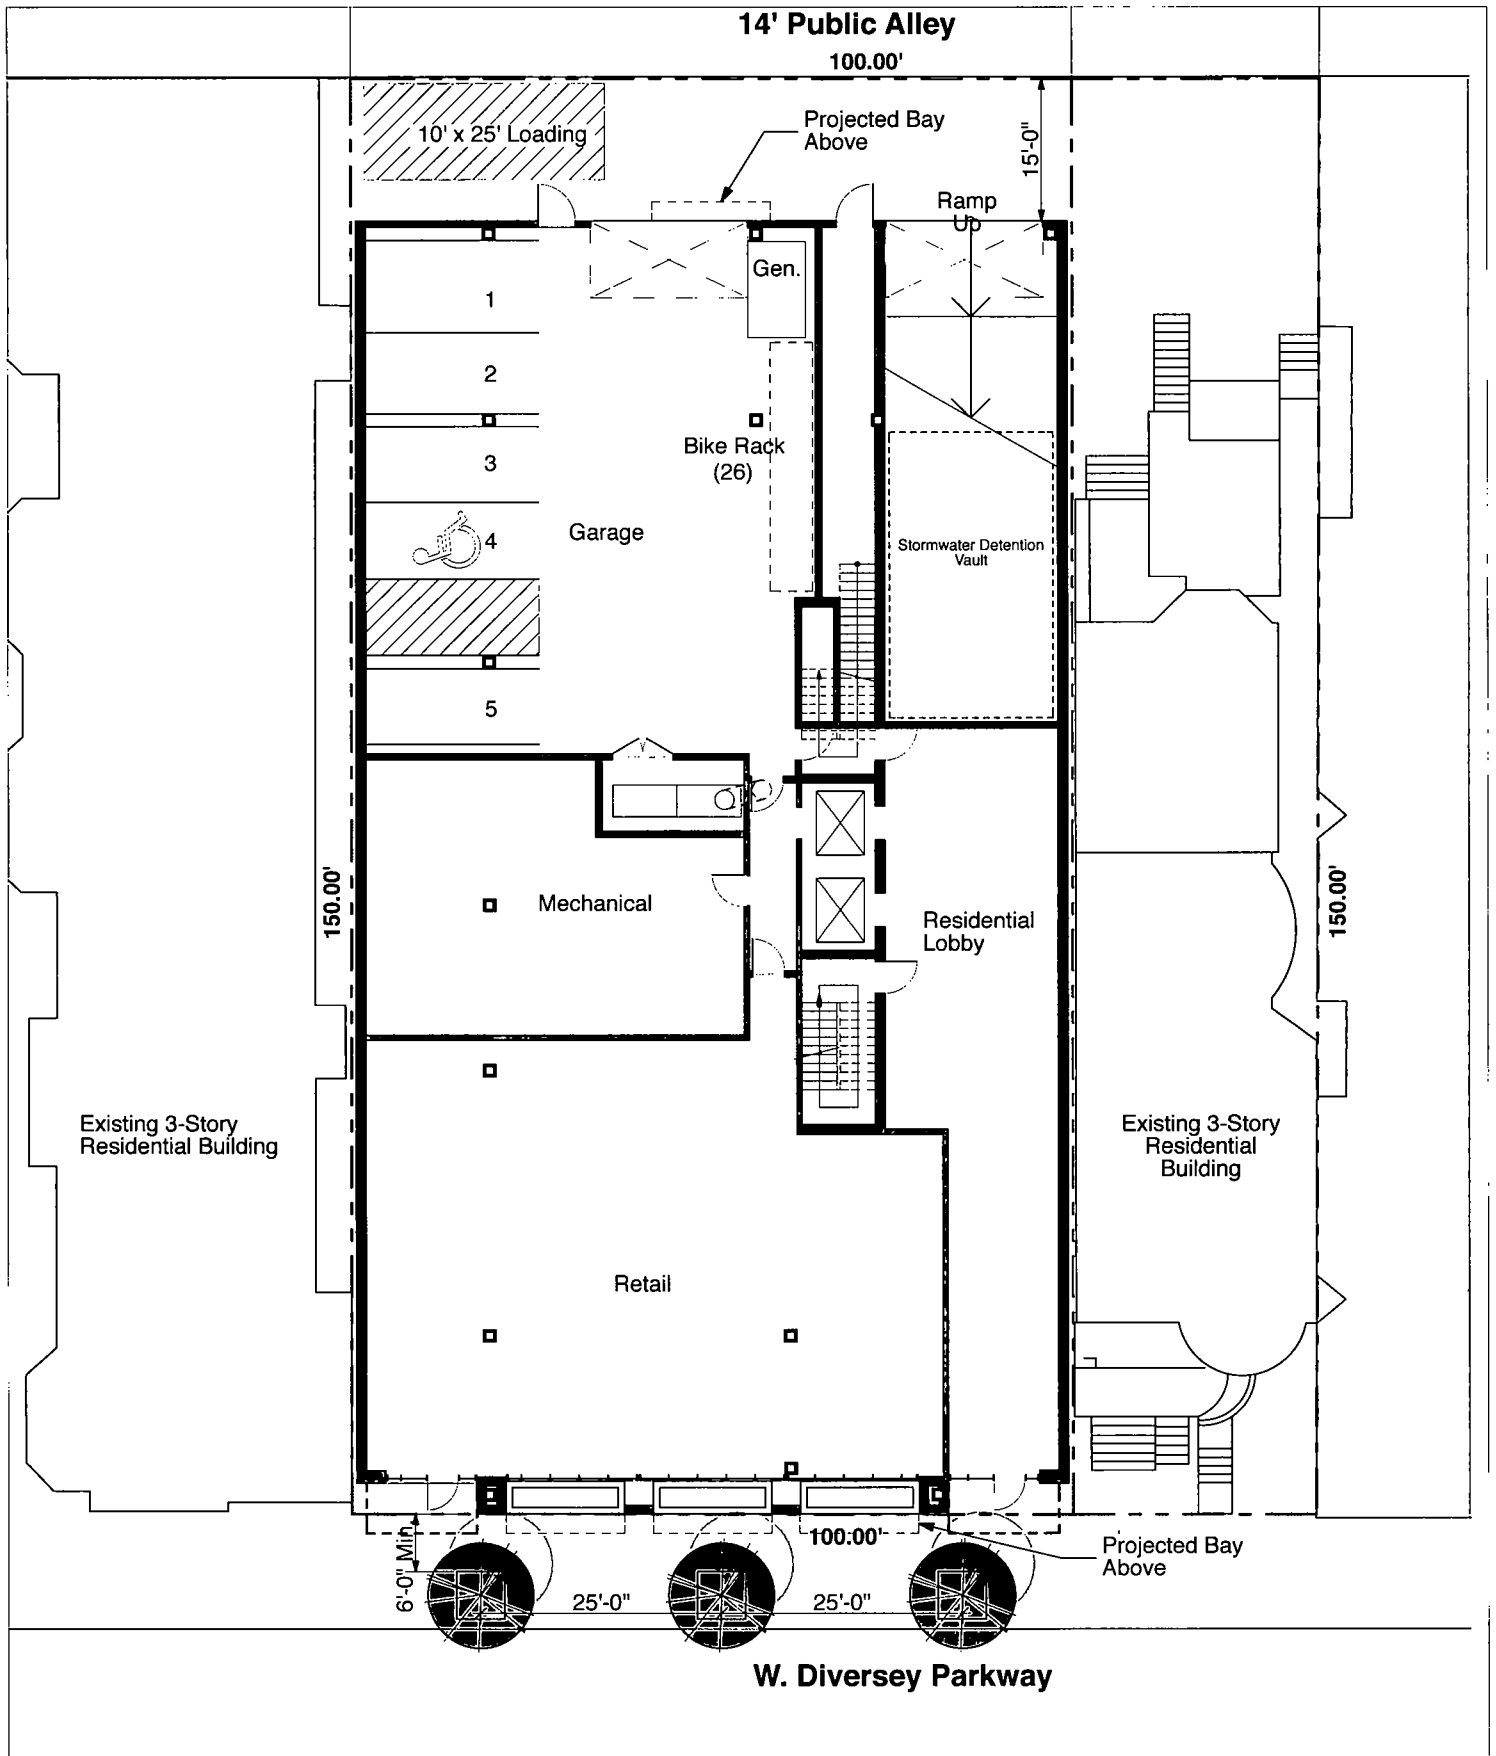 14' Public Alley
100.00'
10' x 25' Loading
Projected Bay
Above
15'-0"
Ramp
Up
Gen.
1
2
3
4
5
Bike Rack
(26)
Garage
Stormwater Detention
Vault
150.00'
Mechanical
Residential
Lobby
150.00'
Existing 3-Story
Residential Building
Existing 3-Story
Residential
Building
Retail
100.00'
Projected Bay
Above
6'-0" Min
25'-0"
25'-0"
W. Diversey Parkway